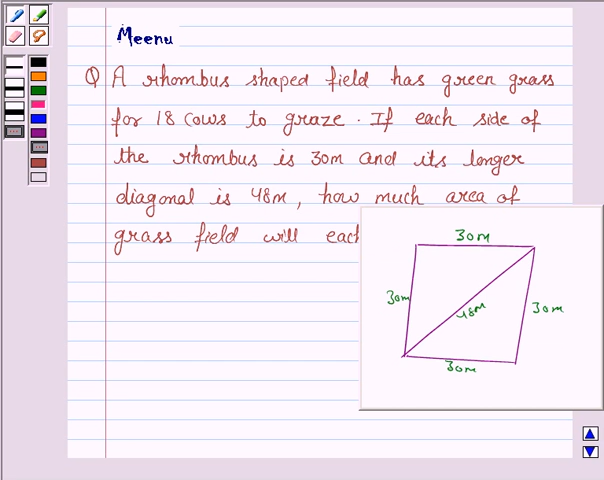 Meenu
Q A rhombus shaped field has green grass
for 18 cows to graze. If each side of
the rhombus is 30m and its longer
diagonal is 48m, how much area of
grass field will each
30m
30m
48m
30m
30m